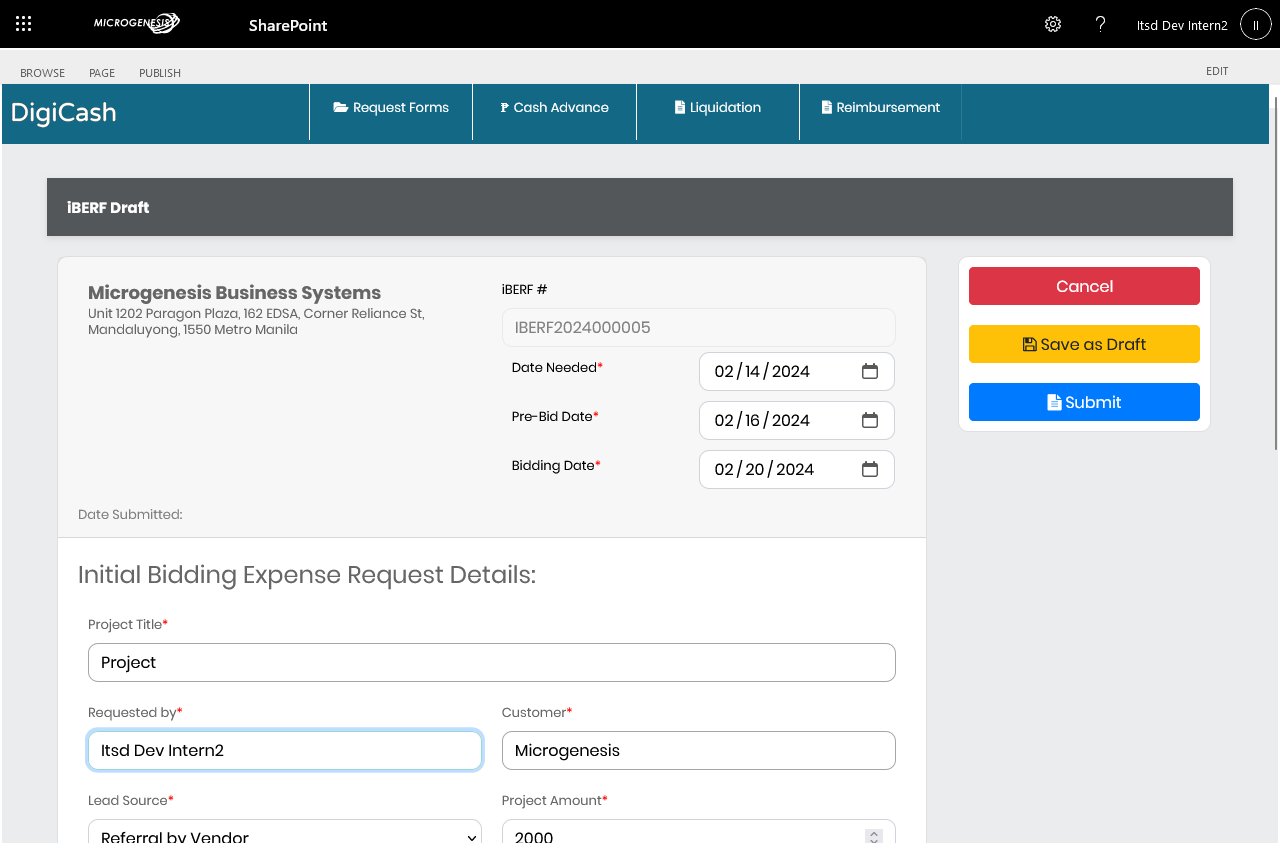 MICROGENESIS
SharePoint
?
Itsd Dev Intern2
II
BROWSE
PAGE
PUBLISH
EDIT
DigiCash
Request Forms
₱ Cash Advance
Liquidation
Reimbursement
iBERF Draft
Microgenesis Business Systems
Unit 1202 Paragon Plaza, 162 EDSA, Corner Reliance St,
Mandaluyong, 1550 Metro Manila
iBERF #
IBERF2024000005
Date Needed*
02/14/2024
Pre-Bid Date*
02/16/2024
Bidding Date*
02/20/2024
Date Submitted:
Cancel
Save as Draft
Submit
Initial Bidding Expense Request Details:
Project Title*
Project
Requested by*
Itsd Dev Intern2
Customer*
Microgenesis
Lead Source*
Referral by Vendor
Project Amount*
2000